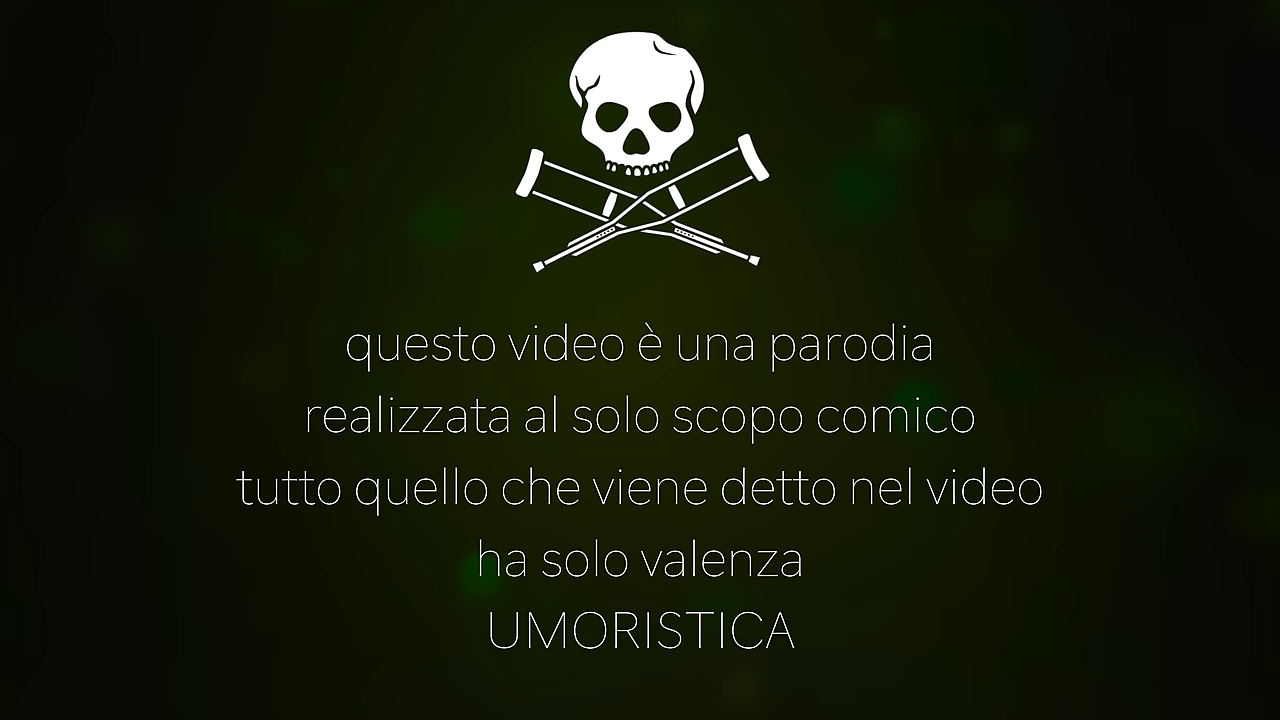 questo video è una parodia
realizzata al solo scopo comico
tutto quello che viene detto nel video
ha solo valenza
UMORISTICA